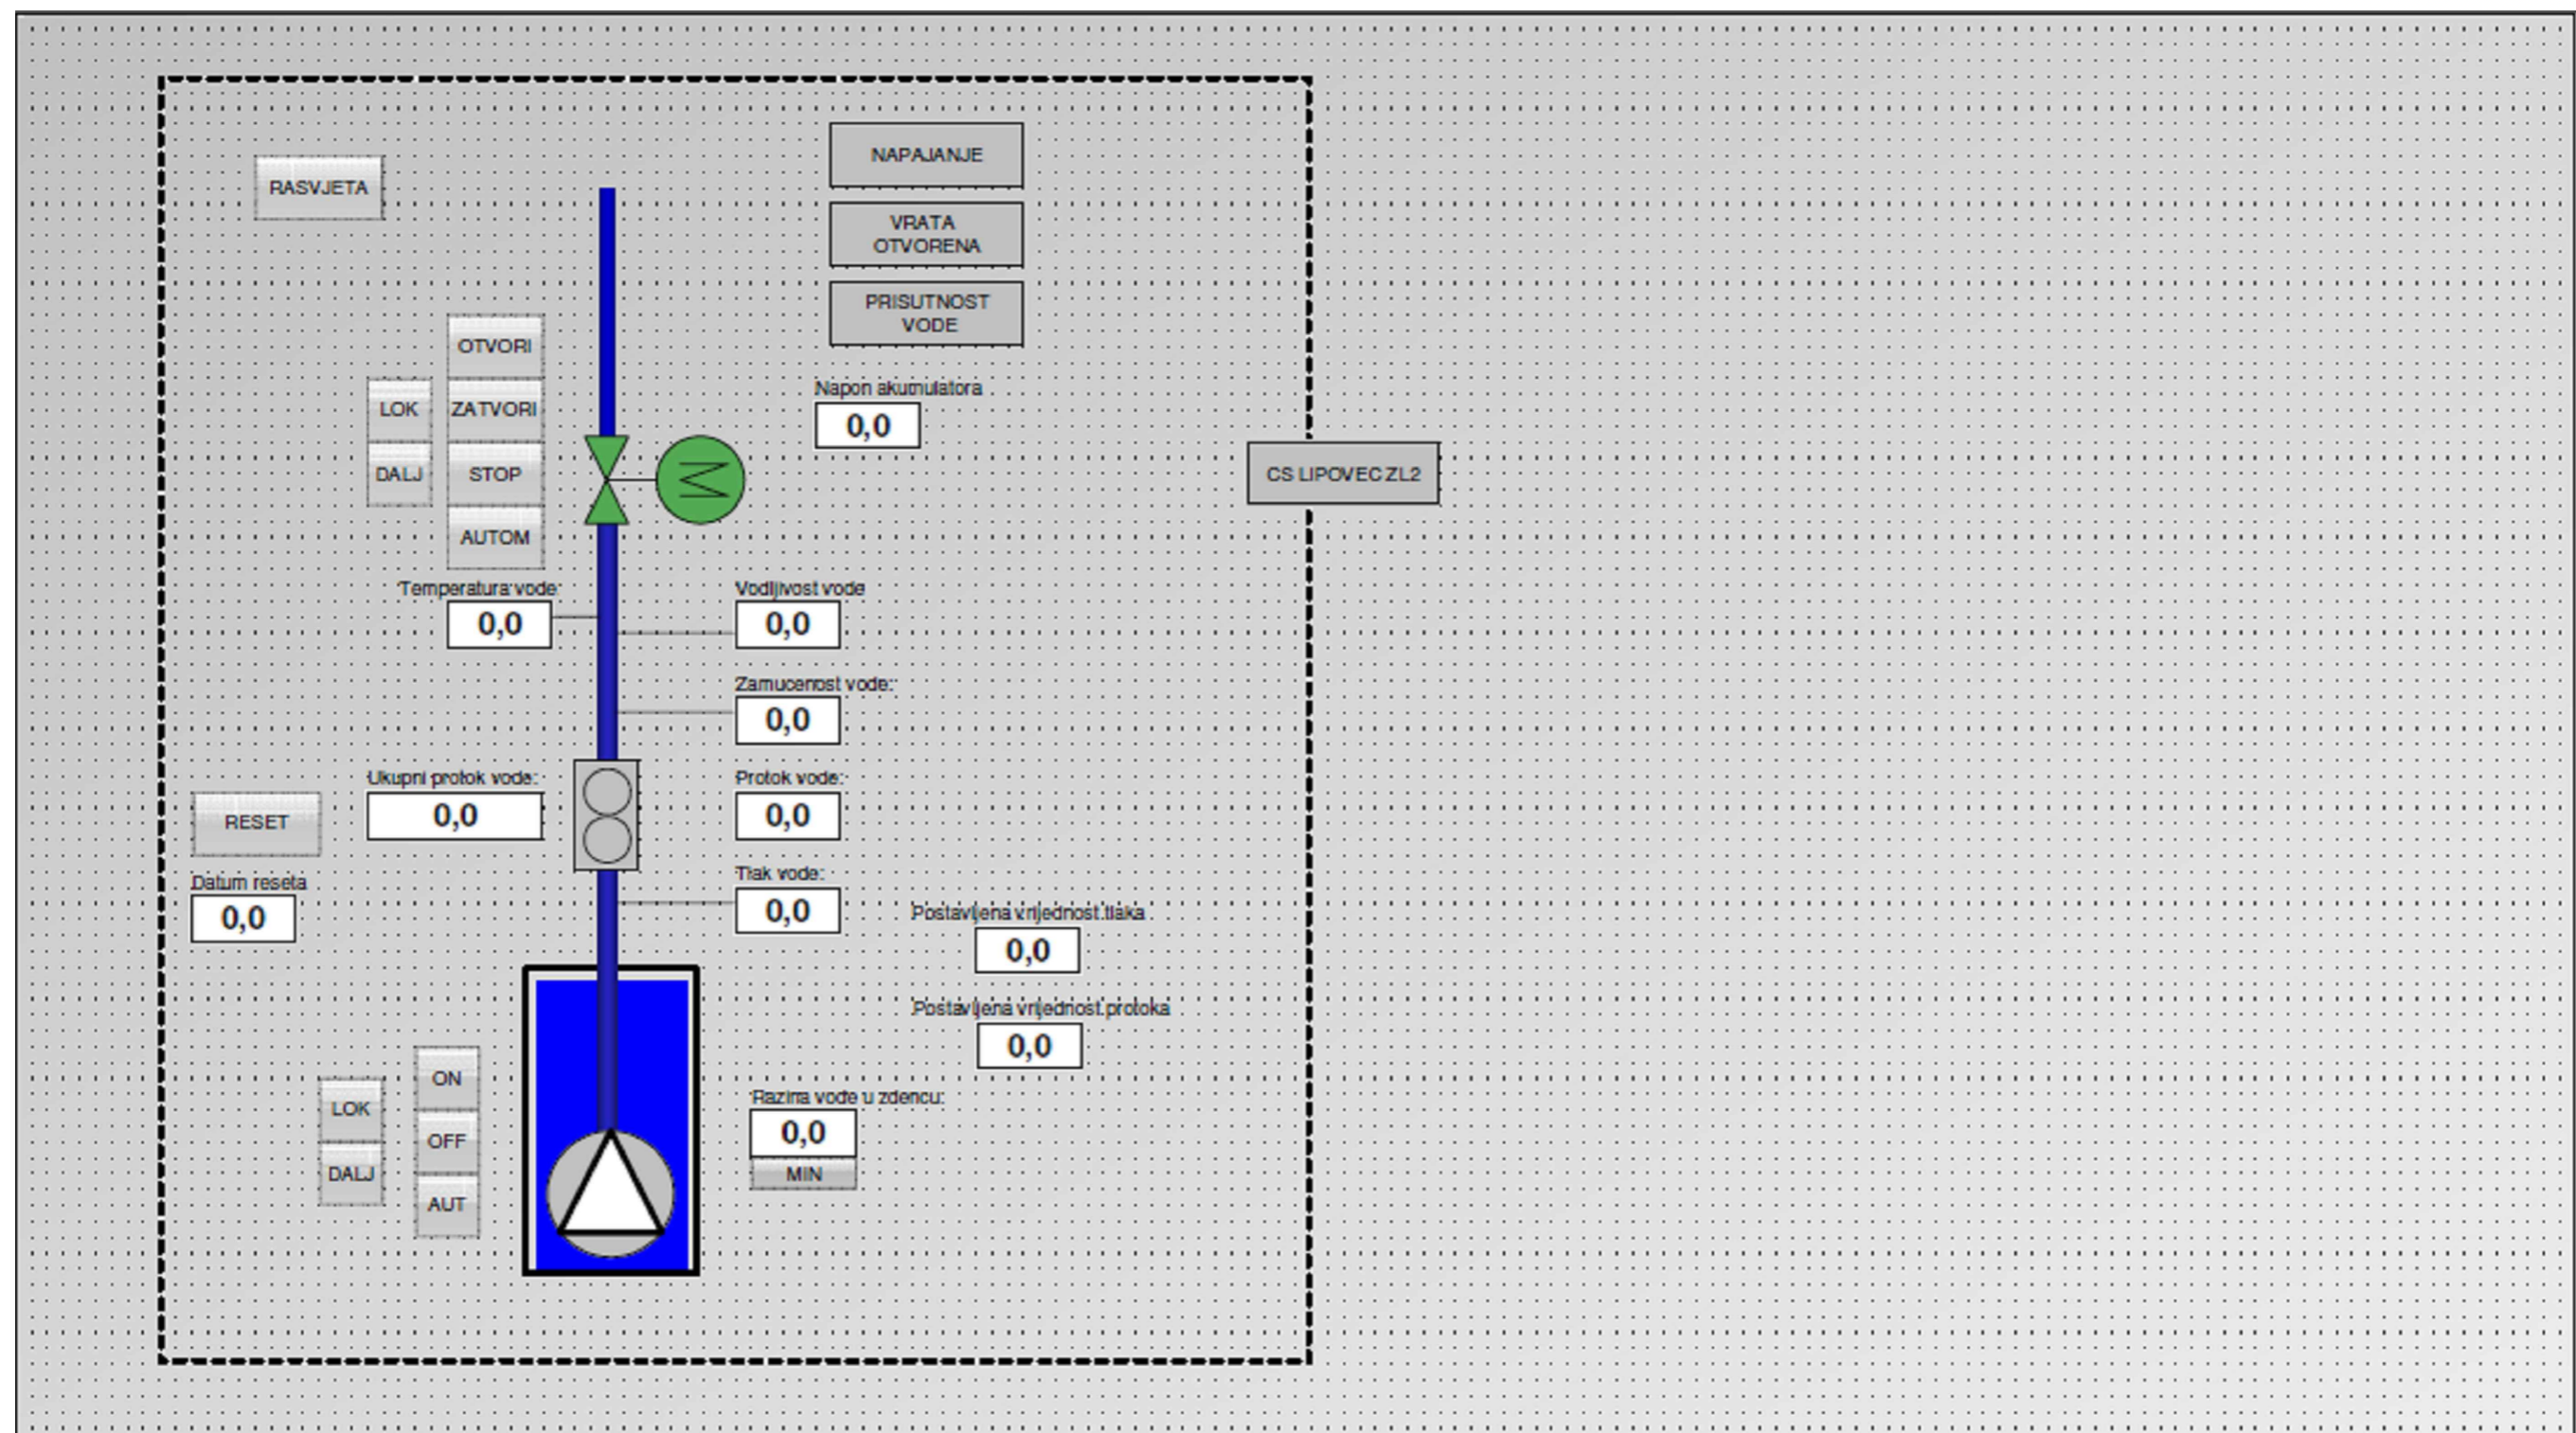 NAPAJANJE
RASVJETA
VRATA
OTVORENA
PRISUTNOST
VODE
OTVORI
Napon akumulatora
LOK
ZATVORI
0,0
DALJ
STOP
M
CS LIPOVEC ZL2
AUTOM
Temperatura vode
Vodljivost vode
0,0
0,0
Zamucenost vode:
0,0
Ukupni protok vode:
Protok vode:
RESET
0,0
0,0
Datum reseta
Tlak vode:
0,0
0,0
Postavljena vrijednost tlaka
0,0
Postavljena vrijednost protoka
0,0
ON
Razina vode u zdencu:
LOK
0,0
OFF
DALJ
MIN
AUT